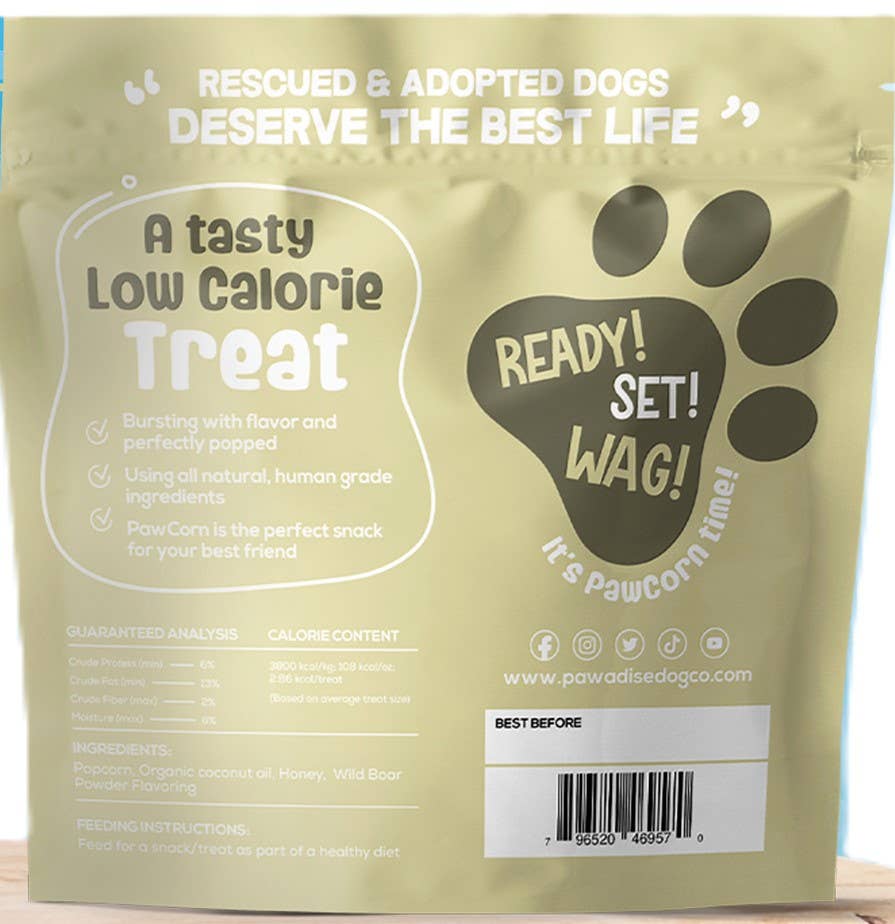 “ RESCUED & ADOPTED DOGS
DESERVE THE BEST LIFE ”
A tasty
Low Calorie
Treat
Bursting with flavor and
perfectly popped
Using all natural, human grade
ingredients
PawCorn is the perfect snack
for your best friend
READY!
SET!
WAG!
It's pawcorn time!
GUARANTEED ANALYSIS
Crude Protein (min) 6%
Crude Fat (min) 13%
Crude Fiber (max) 2%
Moisture (max) 6%
CALORIE CONTENT
3800 kcal/kg; 108 kcal/oz;
2.86 kcal/treat
(Based on average treat size)
INGREDIENTS:
Popcorn, Organic coconut oil, Honey, Wild Boar
Powder Flavoring
FEEDING INSTRUCTIONS:
Feed for a snack/treat as part of a healthy diet
www.pawadisedogco.com
BEST BEFORE
7 96520 46957 0